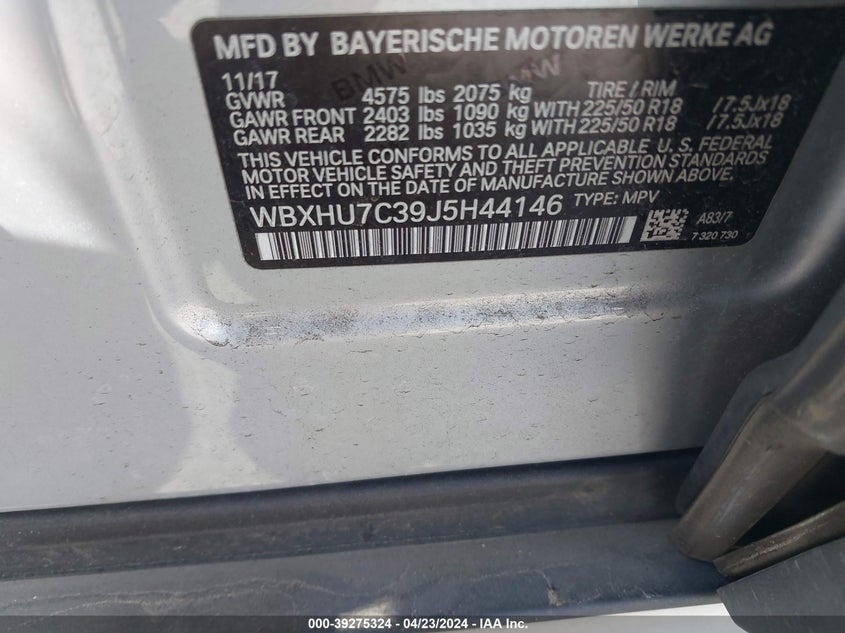 MFD BY BAYERISCHE MOTOREN WERKE AG
11/17
GVWR 4575 lbs 2075 kg TIRE / RIM
GAWR FRONT 2403 lbs 1090 kg WITH 225/50 R18 /7.5Jx18
GAWR REAR 2282 lbs 1035 kg WITH 225/50 R18 /7.5Jx18
THIS VEHICLE CONFORMS TO ALL APPLICABLE U. S. FEDERAL
MOTOR VEHICLE SAFETY AND THEFT PREVENTION STANDARDS
IN EFFECT ON THE DATE OF MANUFACTURE SHOWN ABOVE.
WBXHU7C39J5H44146 TYPE: MPV
A83/7
7 320 730
BMW
BMW
000-39275324 - 04/23/2024 - IAA Inc.